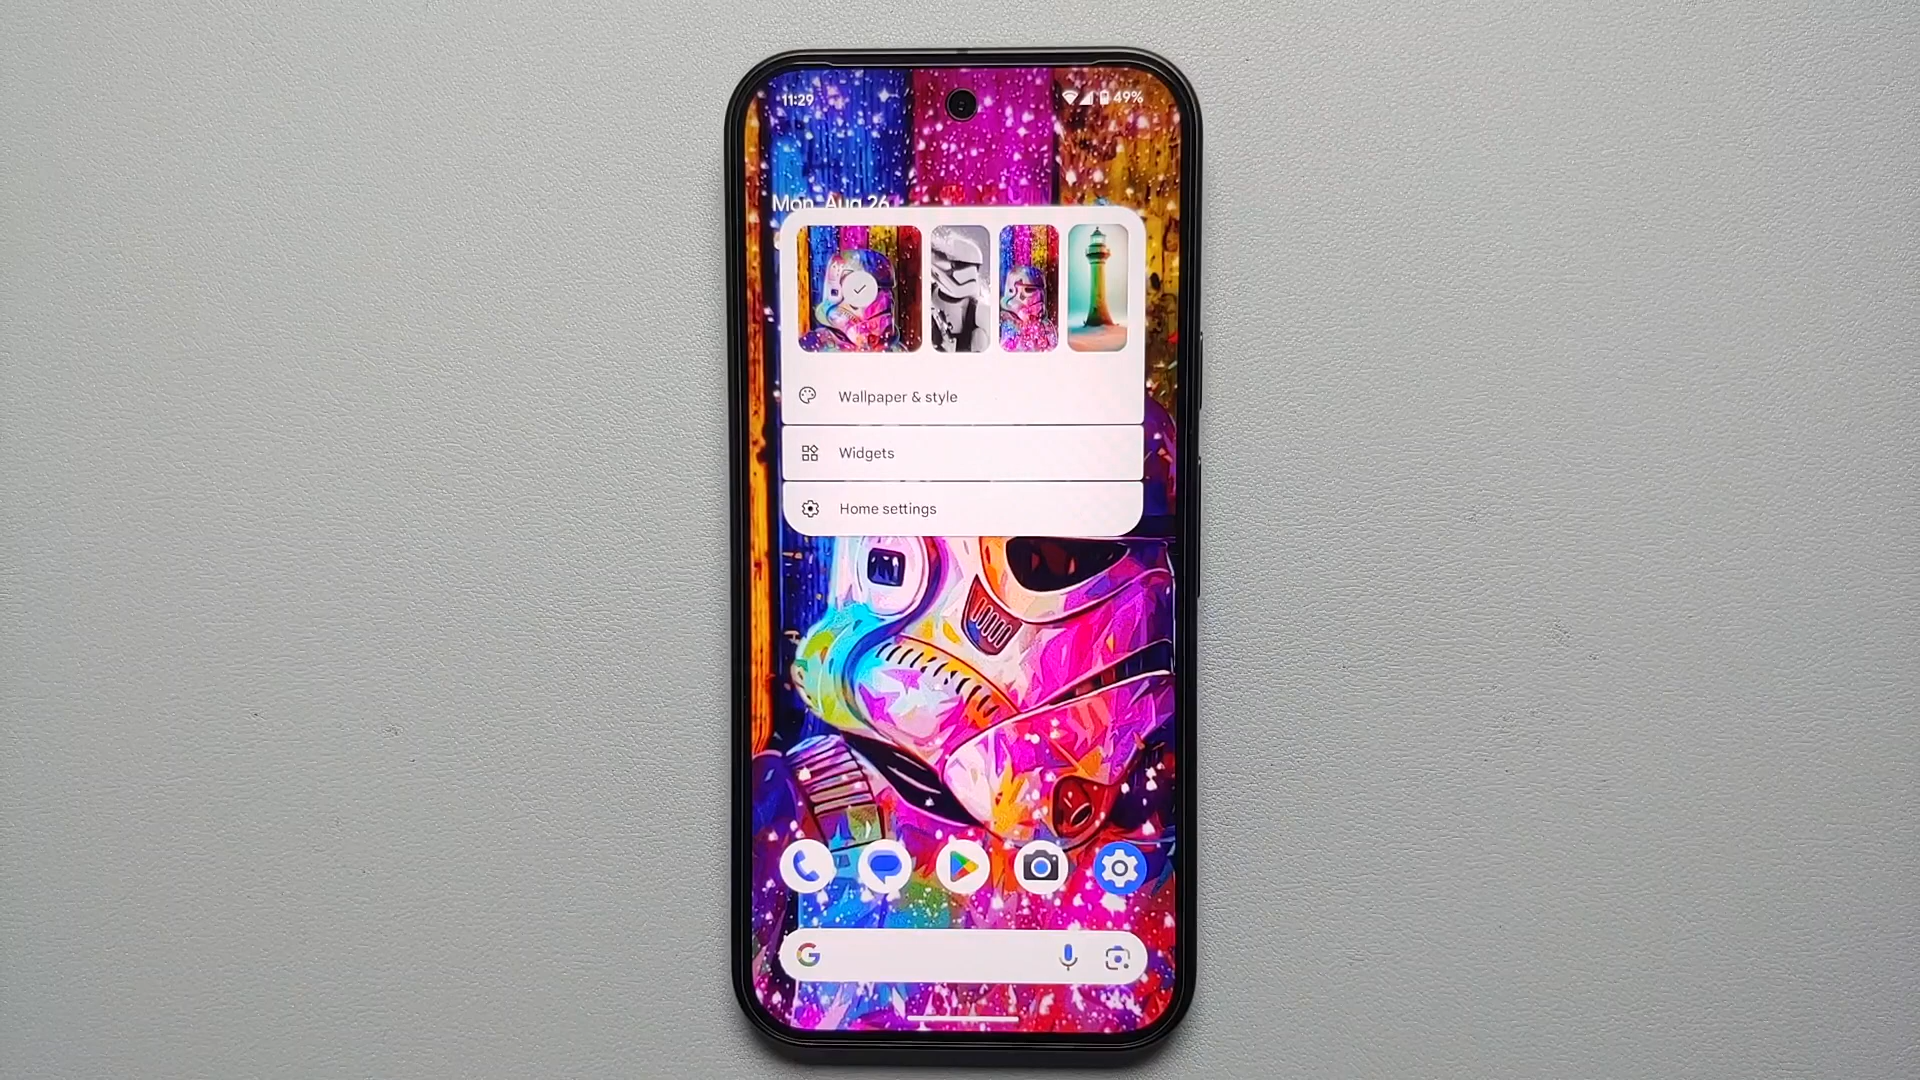 11:29
49%
Mon, Aug 26
Wallpaper & style
Widgets
Home settings
G